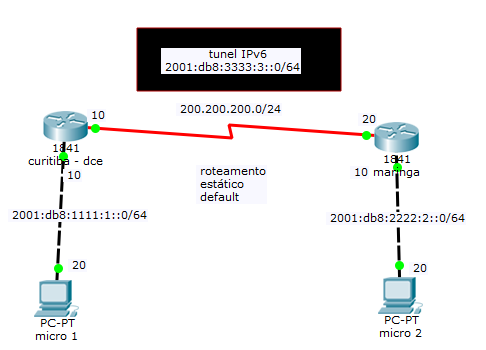 tunel IPv6
2001:db8:3333:3::0/64
200.200.200.0/24
10
20
1841
curitiba - dce
10
1841
10 maringa
roteamento
estático
default
2001:db8:1111:1::0/64
2001:db8:2222:2::0/64
20
20
PC-PT
micro 1
PC-PT
micro 2